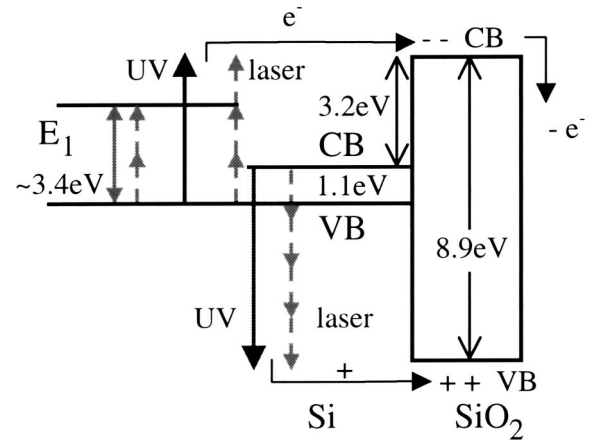 e⁻
- - CB
UV
laser
3.2eV
- e⁻
E₁
CB
~3.4eV
1.1eV
VB
8.9eV
UV
laser
+
+ + VB
Si
SiO₂